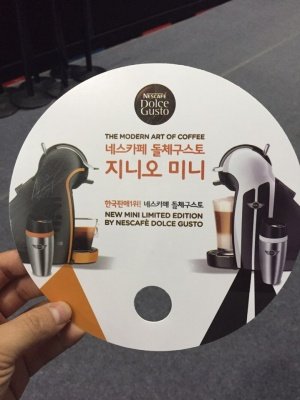 NESCAFÉ
Dolce
Gusto
THE MODERN ART OF COFFEE
네스카페 돌체구스토
지니오 미니
한국판매1위! 네스카페 돌체구스토
NEW MINI LIMITED EDITION
BY NESCAFÉ DOLCE GUSTO